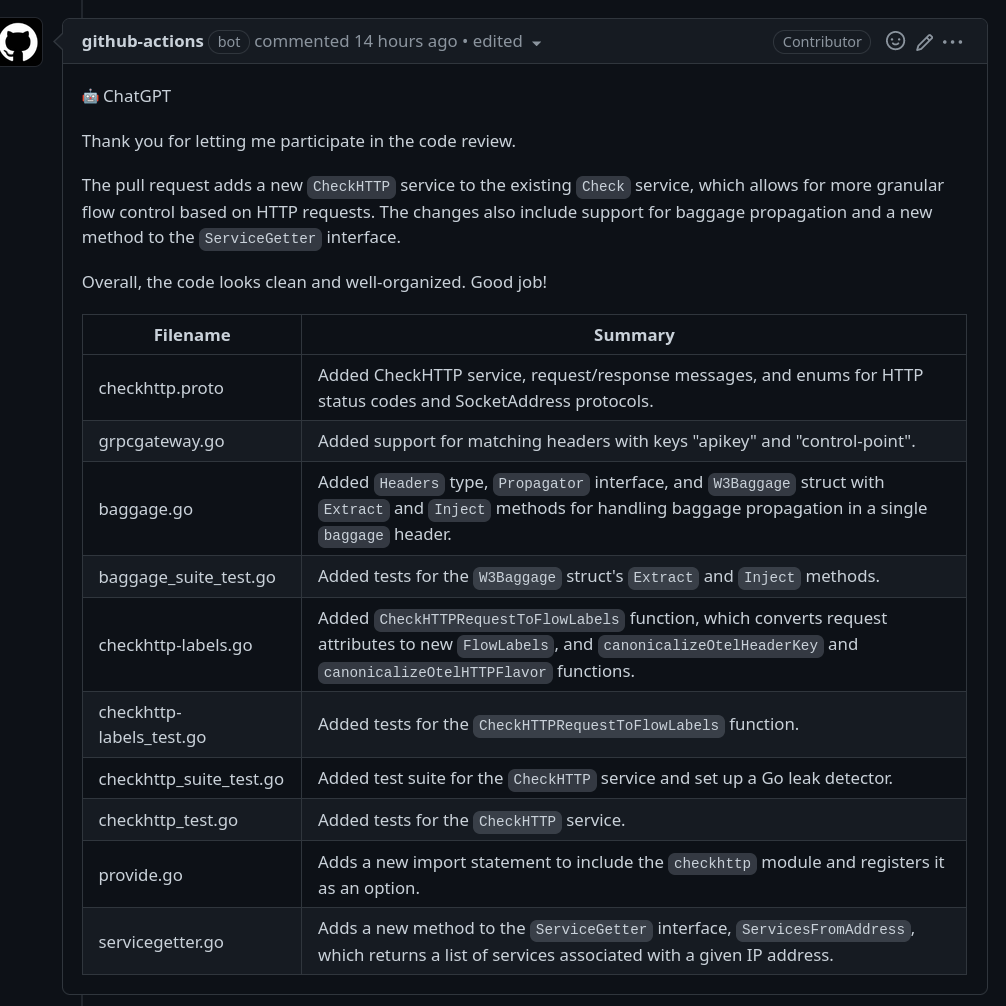 github-actions bot commented 14 hours ago • edited Contributor
🤖 ChatGPT
Thank you for letting me participate in the code review.
The pull request adds a new CheckHTTP service to the existing Check service, which allows for more granular
flow control based on HTTP requests. The changes also include support for baggage propagation and a new
method to the ServiceGetter interface.
Overall, the code looks clean and well-organized. Good job!
Filename Summary
checkhttp.proto
Added CheckHTTP service, request/response messages, and enums for HTTP
status codes and SocketAddress protocols.
grpcgateway.go Added support for matching headers with keys "apikey" and "control-point".
baggage.go
Added Headers type, Propagator interface, and W3Baggage struct with
Extract and Inject methods for handling baggage propagation in a single
baggage header.
baggage_suite_test.go Added tests for the W3Baggage struct's Extract and Inject methods.
checkhttp-labels.go
Added CheckHTTPRequestToFlowLabels function, which converts request
attributes to new FlowLabels, and canonicalizeOtelHeaderKey and
canonicalizeOtelHTTPFlavor functions.
checkhttp-
labels_test.go
Added tests for the CheckHTTPRequestToFlowLabels function.
checkhttp_suite_test.go Added test suite for the CheckHTTP service and set up a Go leak detector.
checkhttp_test.go Added tests for the CheckHTTP service.
provide.go
Adds a new import statement to include the checkhttp module and registers it
as an option.
servicegetter.go
Adds a new method to the ServiceGetter interface, ServicesFromAddress,
which returns a list of services associated with a given IP address.